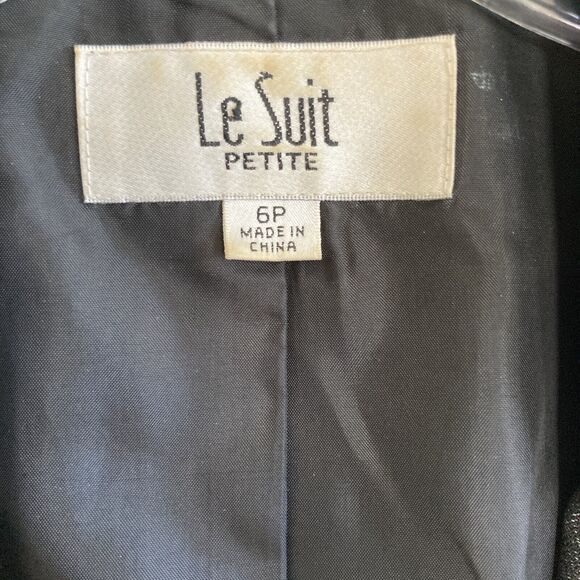 Le Suit
PETITE
6P
MADE IN
CHINA